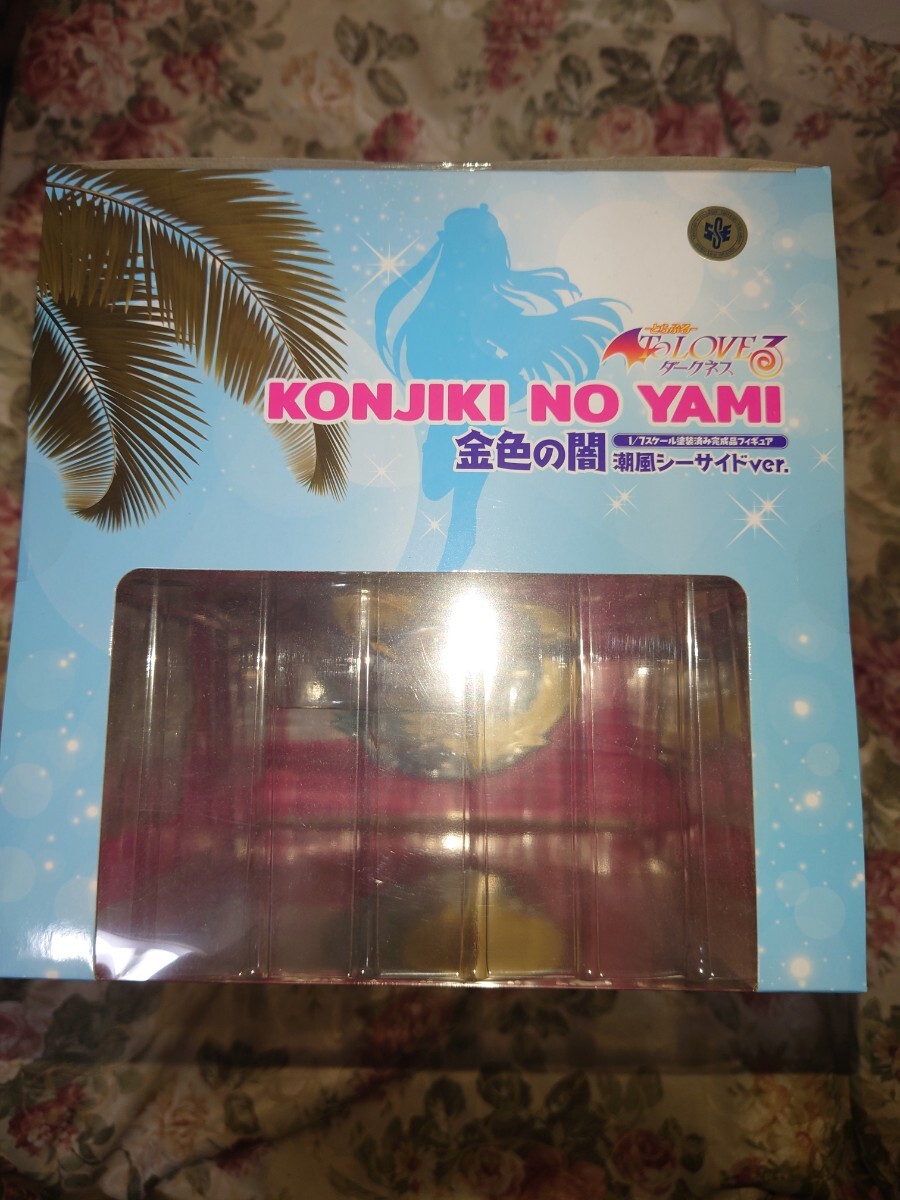 -とらぶる-
To LOVEる
ダークネス
KONJIKI NO YAMI
金色の闇
1/7スケール塗装済み完成品フィギュア
潮風シーサイドver.